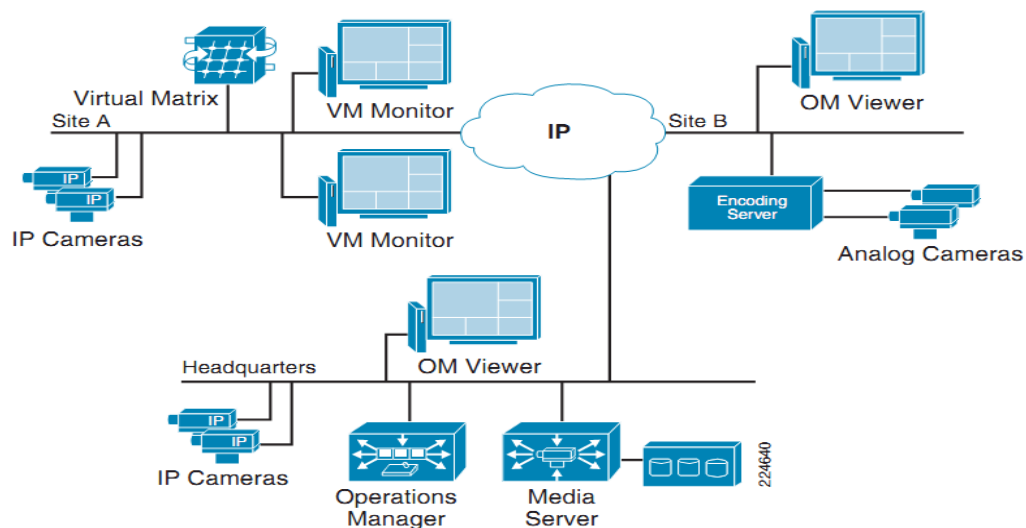 Virtual Matrix
VM Monitor
OM Viewer
Site A
IP
Site B
IP
IP
IP Cameras
VM Monitor
Encoding
Server
Analog Cameras
OM Viewer
Headquarters
IP
IP
IP Cameras
Operations
Manager
Media
Server
224640